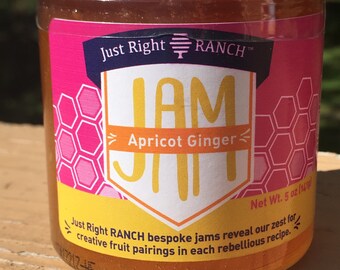 Just Right RANCH™
JAM
Apricot Ginger
Net Wt. 5 oz
Just Right RANCH bespoke jams reveal our zest for
creative fruit pairings in each rebellious recipe.